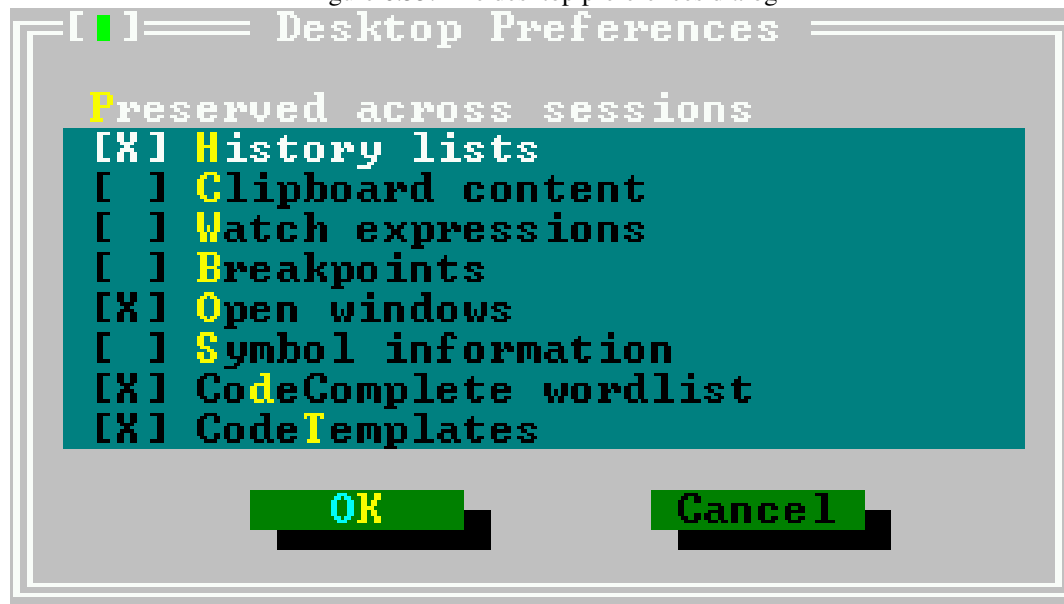 [▮] Desktop Preferences
Preserved across sessions
[X] History lists
[ ] Clipboard content
[ ] Watch expressions
[ ] Breakpoints
[X] Open windows
[ ] Symbol information
[X] CodeComplete wordlist
[X] CodeTemplates
OK Cancel